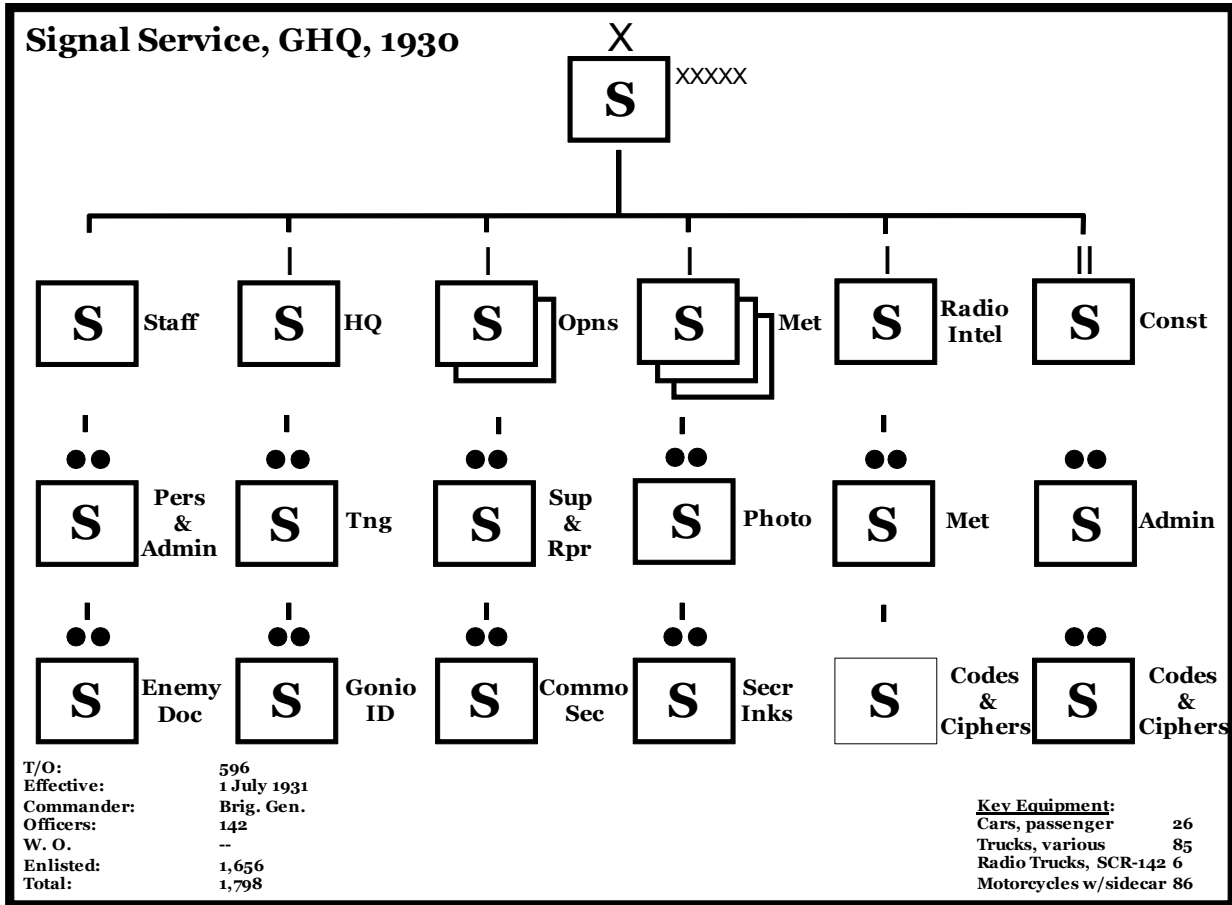 Signal Service, GHQ, 1930
X
S
XXXXX
S
Staff
S
HQ
S
Opns
S
Met
S
Radio
Intel
S
Const
S
Pers
&
Admin
S
Tng
S
Sup
&
Rpr
S
Photo
S
Met
S
Admin
S
Enemy
Doc
S
Gonio
ID
S
Commo
Sec
S
Secr
Inks
S
Codes
&
Ciphers
S
Codes
&
Ciphers
T/O: 596
Effective: 1 July 1931
Commander: Brig. Gen.
Officers: 142
W. O. --
Enlisted: 1,656
Total: 1,798
Key Equipment:
Cars, passenger 26
Trucks, various 85
Radio Trucks, SCR-142 6
Motorcycles w/sidecar 86